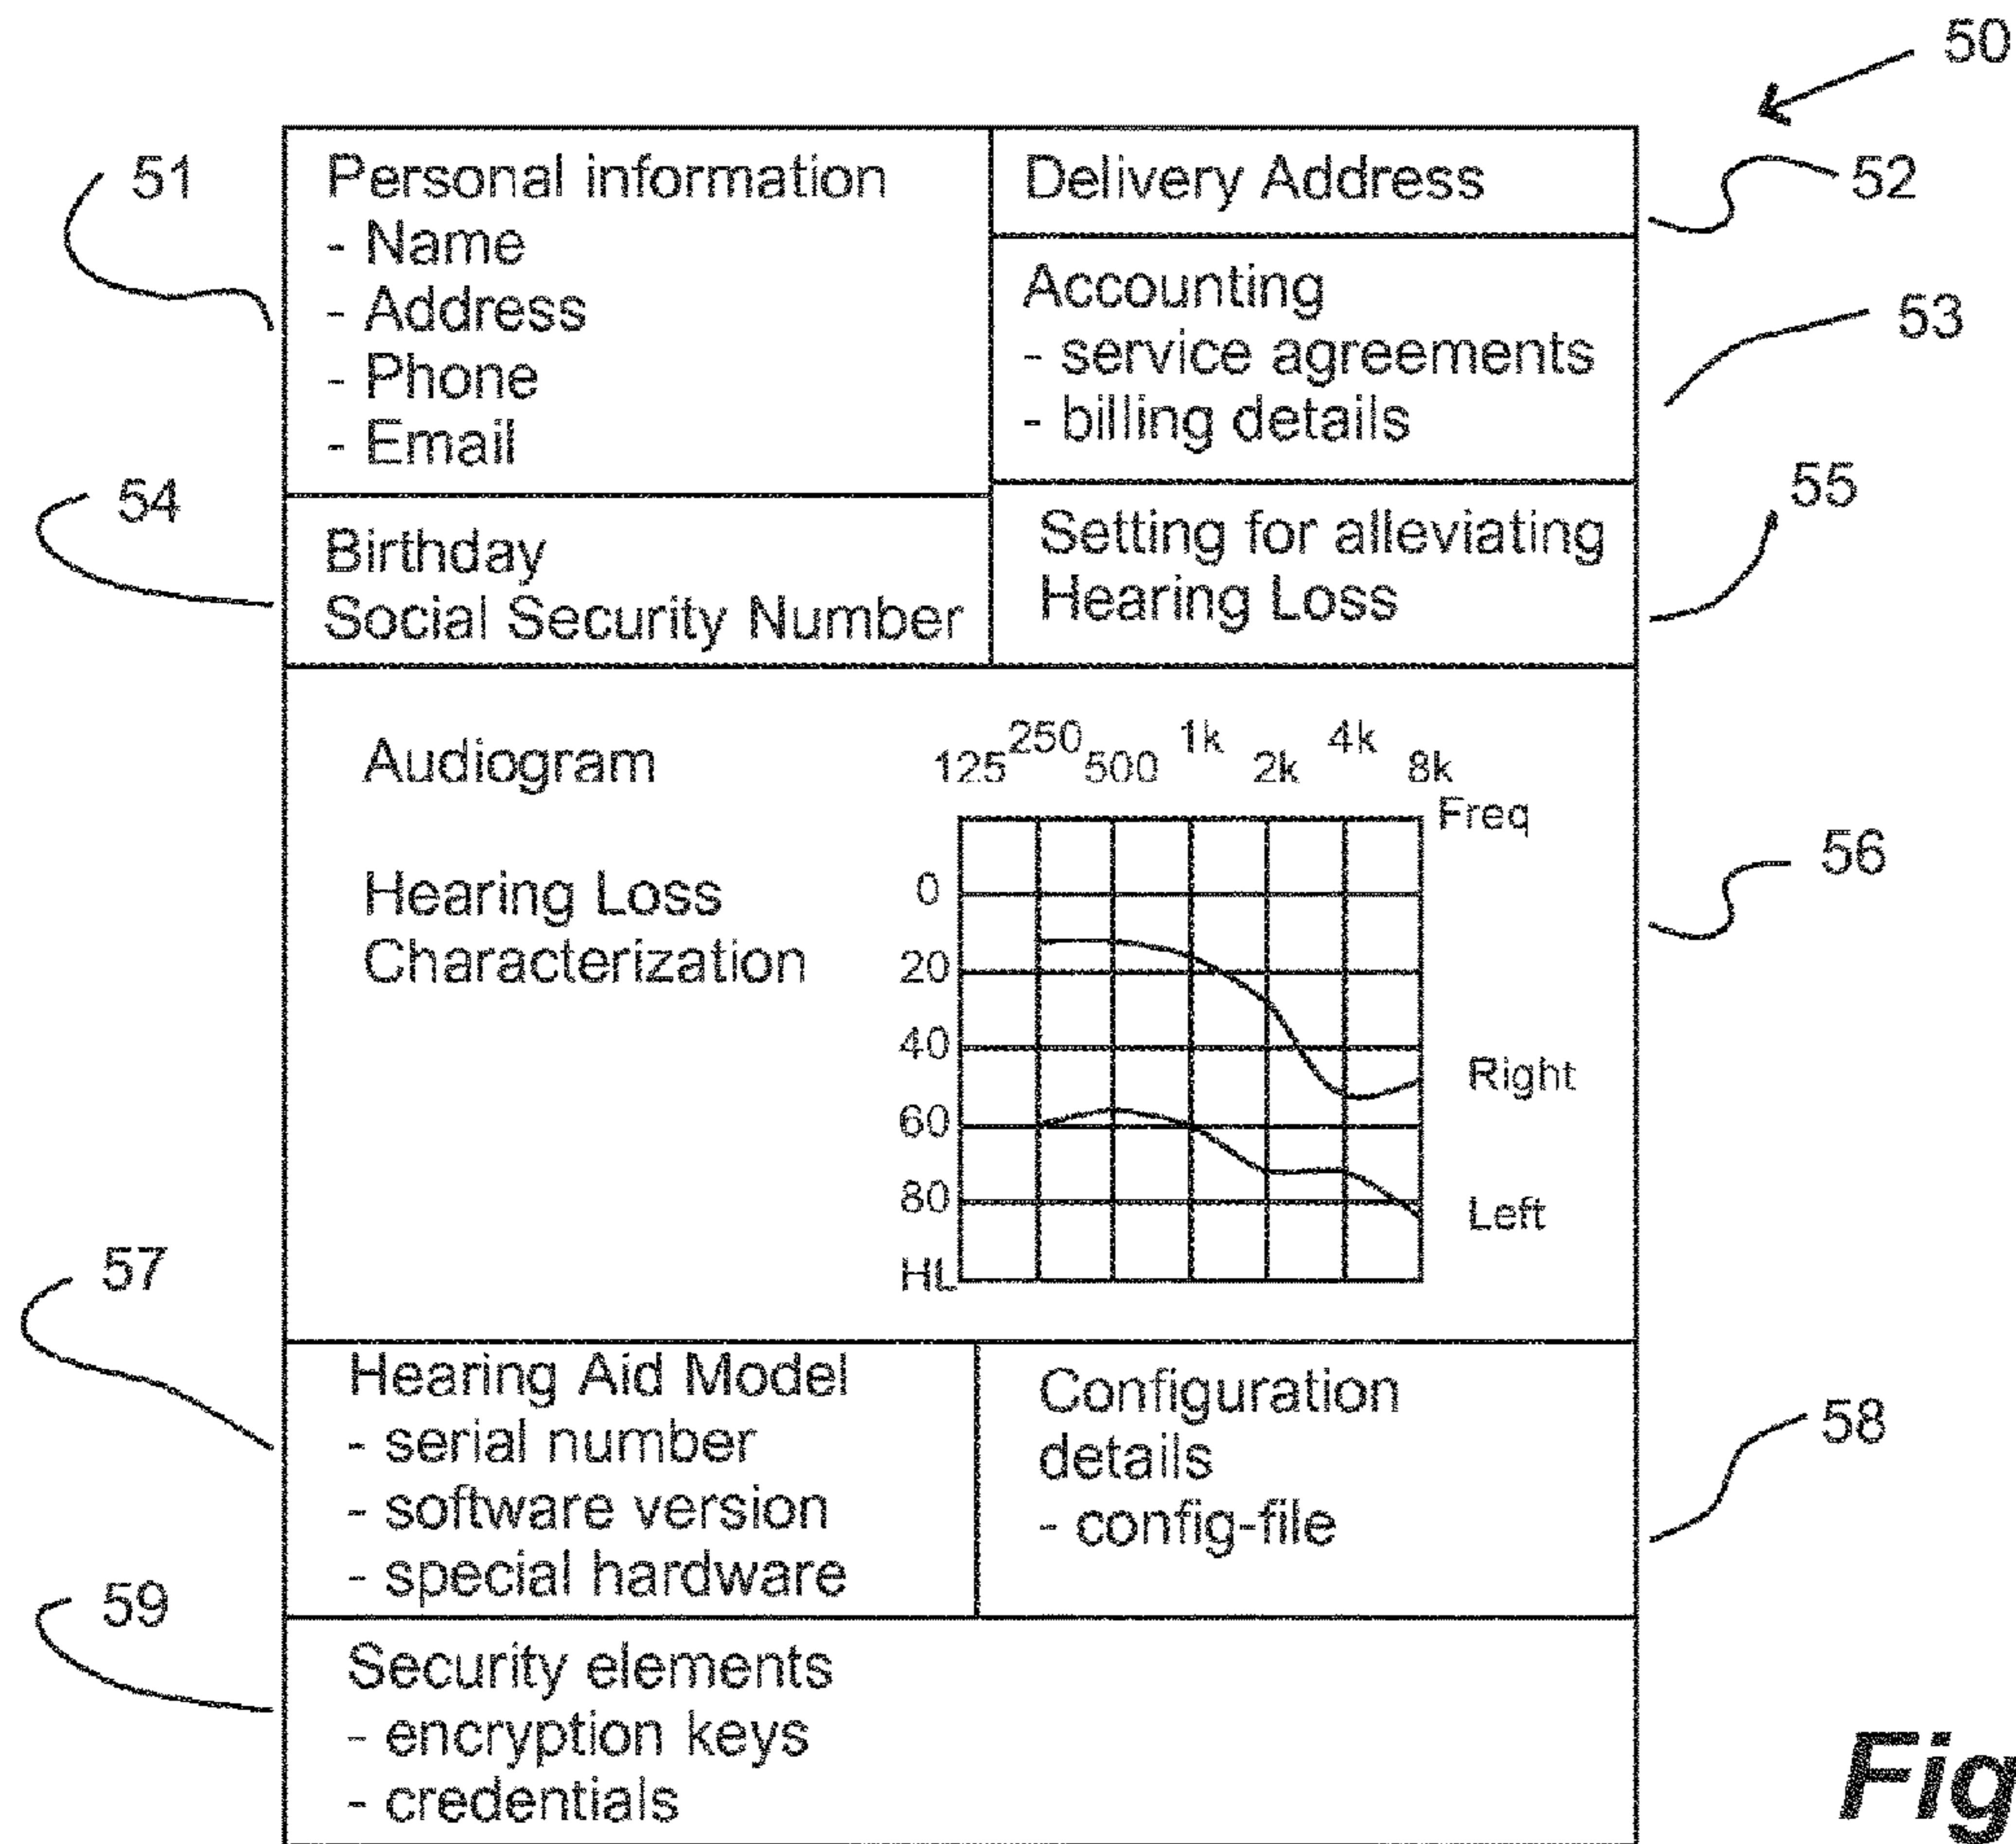 50
51
Personal information
- Name
- Address
- Phone
- Email
Delivery Address
52
Accounting
- service agreements
- billing details
53
54
Birthday
Social Security Number
Setting for alleviating
Hearing Loss
55
Audiogram
Hearing Loss
Characterization
125 250 500 1k 2k 4k 8k
Freq
0
20
40
60
80
HL
Right
Left
56
57
Hearing Aid Model
- serial number
- software version
- special hardware
Configuration
details
- config-file
58
59
Security elements
- encryption keys
- credentials
Fig